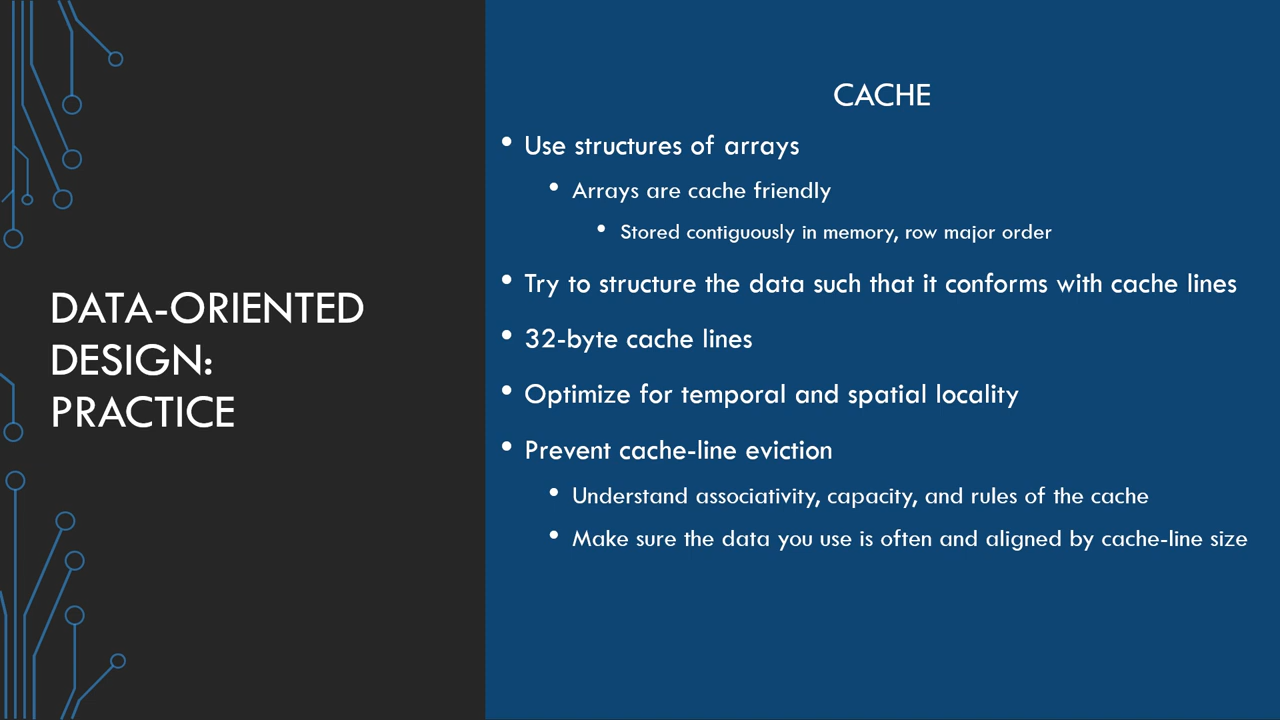 DATA-ORIENTED
DESIGN:
PRACTICE
CACHE
• Use structures of arrays
• Arrays are cache friendly
• Stored contiguously in memory, row major order
• Try to structure the data such that it conforms with cache lines
• 32-byte cache lines
• Optimize for temporal and spatial locality
• Prevent cache-line eviction
• Understand associativity, capacity, and rules of the cache
• Make sure the data you use is often and aligned by cache-line size